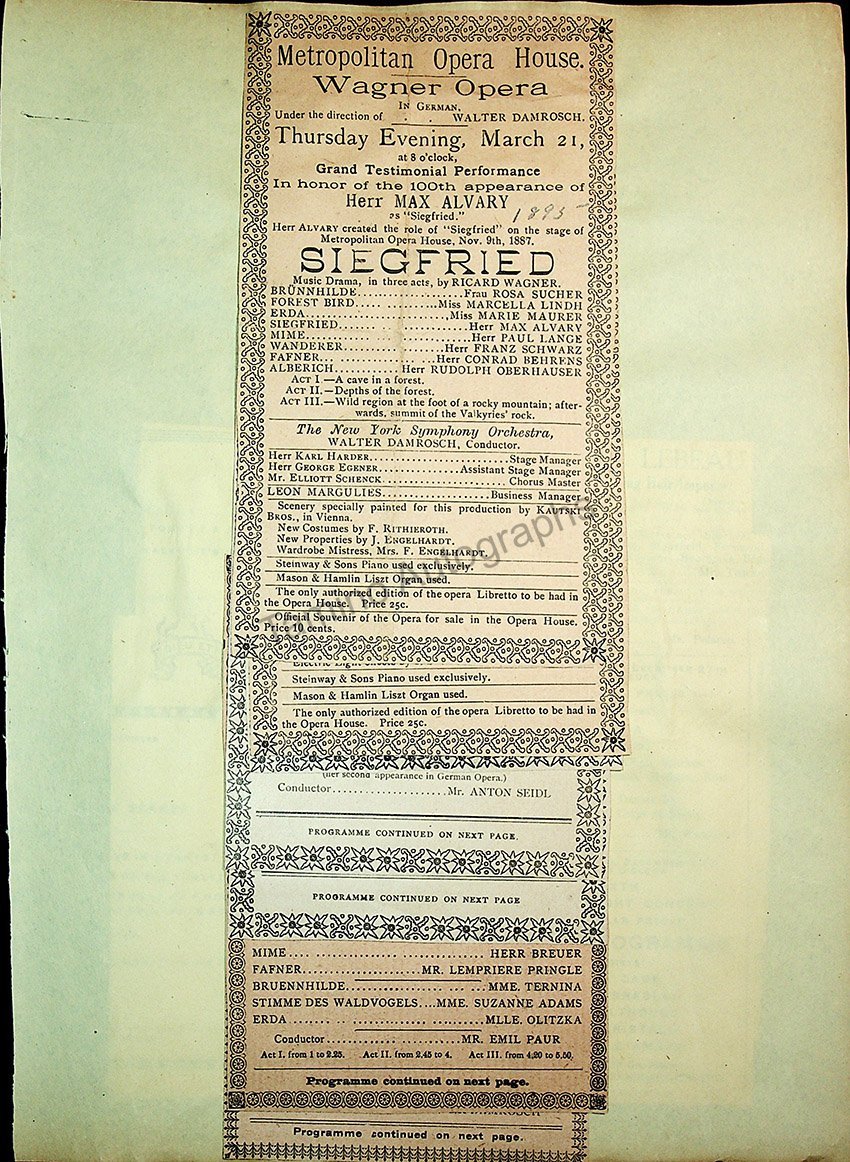 Metropolitan Opera House.
Wagner Opera
IN GERMAN,
Under the direction of . . WALTER DAMROSCH.
Thursday Evening, March 21,
at 8 o'clock,
Grand Testimonial Performance
In honor of the 100th appearance of
Herr MAX ALVARY
as "Siegfried."
1895
Herr ALVARY created the role of "Siegfried" on the stage of
Metropolitan Opera House, Nov. 9th, 1887.
SIEGFRIED
Music Drama, in three acts, by RICARD WAGNER.
BRÜNNHILDE....................Frau ROSA SUCHER
FOREST BIRD................Miss MARCELLA LINDH
ERDA........................Miss MARIE MAURER
SIEGFRIED....................Herr MAX ALVARY
MIME........................Herr PAUL LANGE
WANDERER................Herr FRANZ SCHWARZ
FAFNER................Herr CONRAD BEHRENS
ALBERICH...........Herr RUDOLPH OBERHAUSER
ACT I.—A cave in a forest.
ACT II.—Depths of the forest.
ACT III.—Wild region at the foot of a rocky mountain; after-
wards, summit of the Valkyries' rock.
The New York Symphony Orchestra,
WALTER DAMROSCH, Conductor.
Herr KARL HARDER........................Stage Manager
Herr GEORGE EGENER..............Assistant Stage Manager
Mr. ELLIOTT SCHENCK......................Chorus Master
LEON MARGULIES..................Business Manager
Scenery specially painted for this production by KAUTSKI
BROS., in Vienna.
New Costumes by F. RITHIEROTH.
New Properties by J. ENGELHARDT.
Wardrobe Mistress, Mrs. F. ENGELHARDT.
Steinway & Sons Piano used exclusively.
Mason & Hamlin Liszt Organ used.
The only authorized edition of the opera Libretto to be had in
the Opera House. Price 25c.
Official Souvenir of the Opera for sale in the Opera House.
Price 10 cents.
Tamino Autographs
Electric Light effects by
Steinway & Sons Piano used exclusively.
Mason & Hamlin Liszt Organ used.
The only authorized edition of the opera Libretto to be had in
the Opera House. Price 25c.
(her second appearance in German Opera.)
Conductor.....................Mr. ANTON SEIDL
PROGRAMME CONTINUED ON NEXT PAGE.
PROGRAMME CONTINUED ON NEXT PAGE
MIME.... .................. ...............HERR BREUER
FAFNER......................MR. LEMPRIERE PRINGLE
BRUENNHILDE..................... ... ...MME. TERNINA
STIMME DES WALDVOGELS....MME. SUZANNE ADAMS
ERDA ....... .. .....................MLLE. OLITZKA
Conductor............. ............MR. EMIL PAUR
Act I. from 1 to 2.25. Act II. from 2.45 to 4. Act III. from 4.20 to 5.50.
Programme continued on next page.
Programme continued on next page.